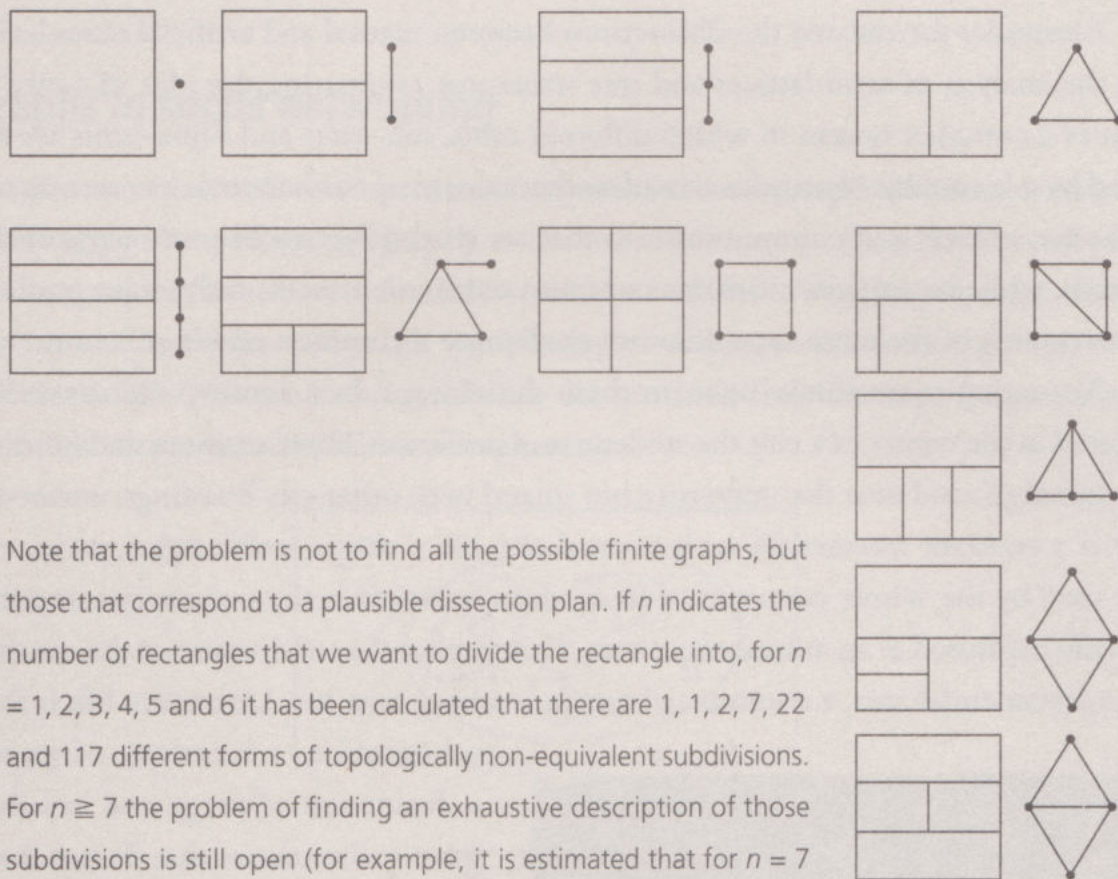 Note that the problem is not to find all the possible finite graphs, but
those that correspond to a plausible dissection plan. If n indicates the
number of rectangles that we want to divide the rectangle into, for n
= 1, 2, 3, 4, 5 and 6 it has been calculated that there are 1, 1, 2, 7, 22
and 117 different forms of topologically non-equivalent subdivisions.
For n ≧ 7 the problem of finding an exhaustive description of those
subdivisions is still open (for example, it is estimated that for n = 7